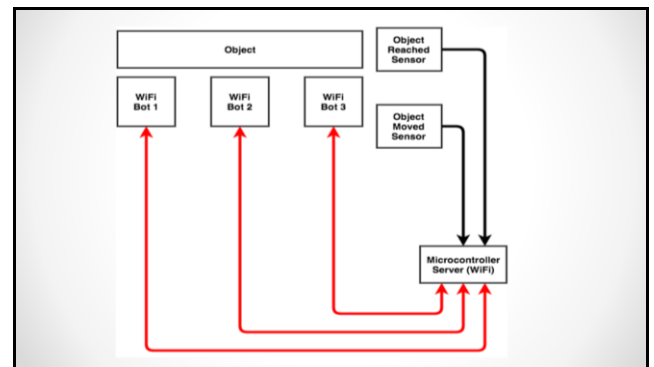 Object
Object
Reached
Sensor
WiFi
Bot 1
WiFi
Bot 2
WiFi
Bot 3
Object
Moved
Sensor
Microcontroller
Server (WiFi)